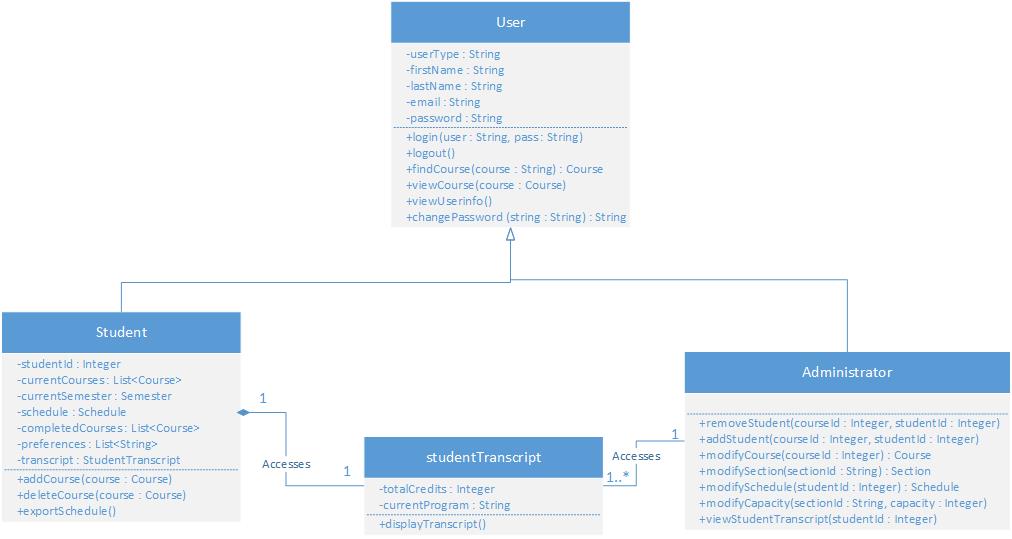 User
-userType : String
-firstName : String
-lastName : String
-email : String
-password : String
+login(user : String, pass : String)
+logout()
+findCourse(course : String) : Course
+viewCourse(course : Course)
+viewUserinfo()
+changePassword (string : String) : String
Student
-studentId : Integer
-currentCourses : List<Course>
-currentSemester : Semester
-schedule : Schedule
-completedCourses : List<Course>
-preferences : List<String>
-transcript : StudentTranscript
+addCourse(course : Course)
+deleteCourse(course : Course)
+exportSchedule()
1
Accesses
1
studentTranscript
-totalCredits : Integer
-currentProgram : String
+displayTranscript()
1
Accesses
1..*
Administrator
+removeStudent(courseId : Integer, studentId : Integer)
+addStudent(courseId : Integer, studentId : Integer)
+modifyCourse(courseId : Integer) : Course
+modifySection(sectionId : String) : Section
+modifySchedule(studentId : Integer) : Schedule
+modifyCapacity(sectionId : String, capacity : Integer)
+viewStudentTranscript(studentId : Integer)